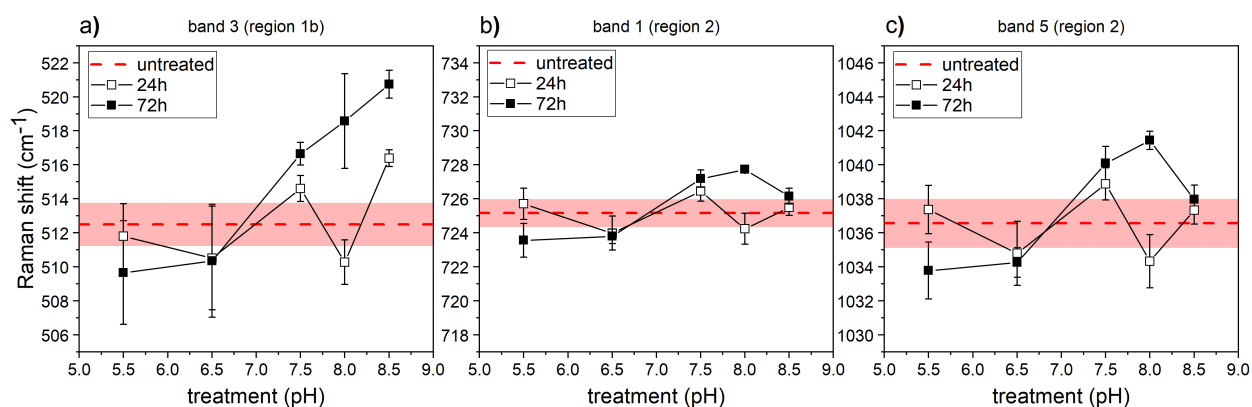 a) band 3 (region 1b)
untreated
24h
72h
522
520
518
516
514
512
510
508
506
Raman shift (cm⁻¹)
5.0 5.5 6.0 6.5 7.0 7.5 8.0 8.5 9.0
treatment (pH)
b) band 1 (region 2)
untreated
24h
72h
734
732
730
728
726
724
722
720
718
5.5 6.0 6.5 7.0 7.5 8.0 8.5 9.0
treatment (pH)
c) band 5 (region 2)
untreated
24h
72h
1046
1044
1042
1040
1038
1036
1034
1032
1030
5.0 5.5 6.0 6.5 7.0 7.5 8.0 8.5 9.0
treatment (pH)